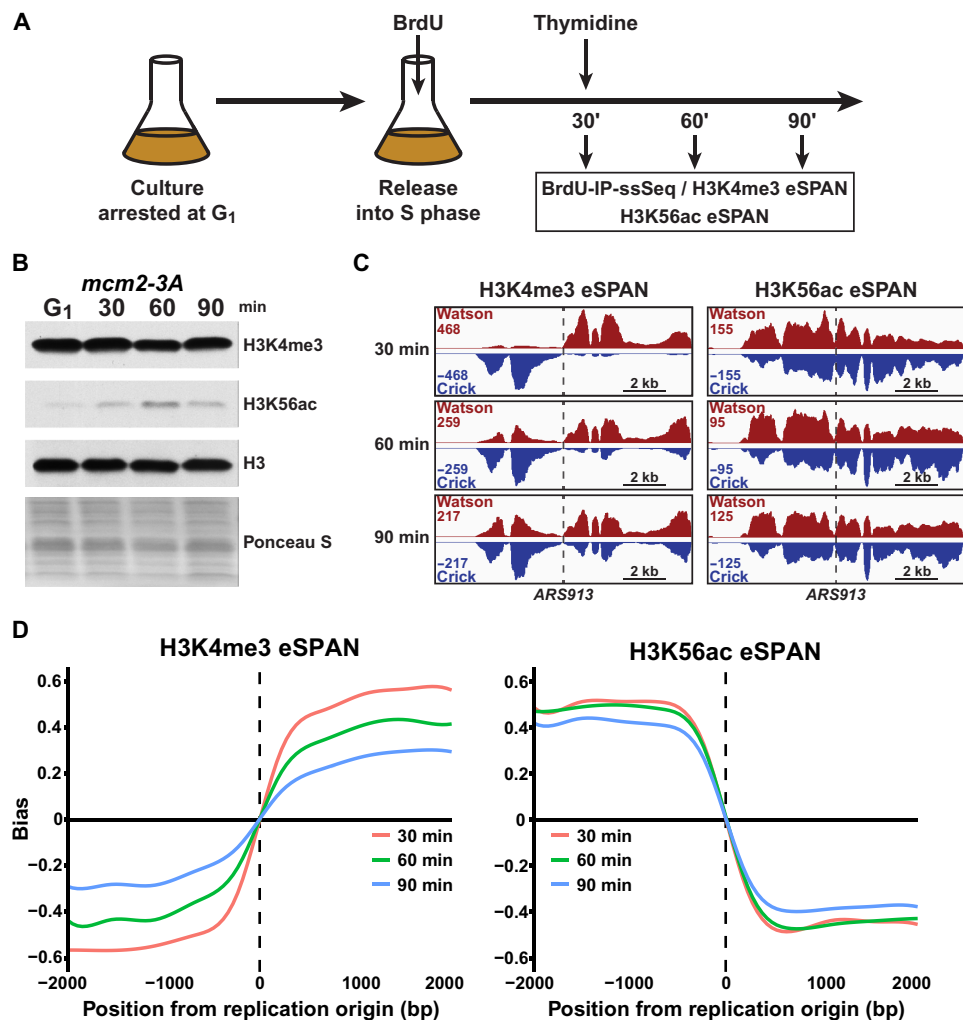 A
BrdU
Thymidine
30' 60' 90'
Culture
arrested at G1
Release
into S phase
BrdU-IP-ssSeq / H3K4me3 eSPAN
H3K56ac eSPAN
B
mcm2-3A
G1 30 60 90 min
H3K4me3
H3K56ac
H3
Ponceau S
C
H3K4me3 eSPAN H3K56ac eSPAN
30 min
Watson
468
−468
Crick
2 kb
Watson
155
−155
Crick
2 kb
60 min
Watson
259
−259
Crick
2 kb
Watson
95
−95
Crick
2 kb
90 min
Watson
217
−217
Crick
2 kb
Watson
125
−125
Crick
2 kb
ARS913 ARS913
D
H3K4me3 eSPAN
Bias
0.6
0.4
0.2
0
−0.2
−0.4
−0.6
30 min
60 min
90 min
−2000 −1000 0 1000 2000
Position from replication origin (bp)
H3K56ac eSPAN
0.6
0.4
0.2
0
−0.2
−0.4
−0.6
30 min
60 min
90 min
−2000 −1000 0 1000 2000
Position from replication origin (bp)